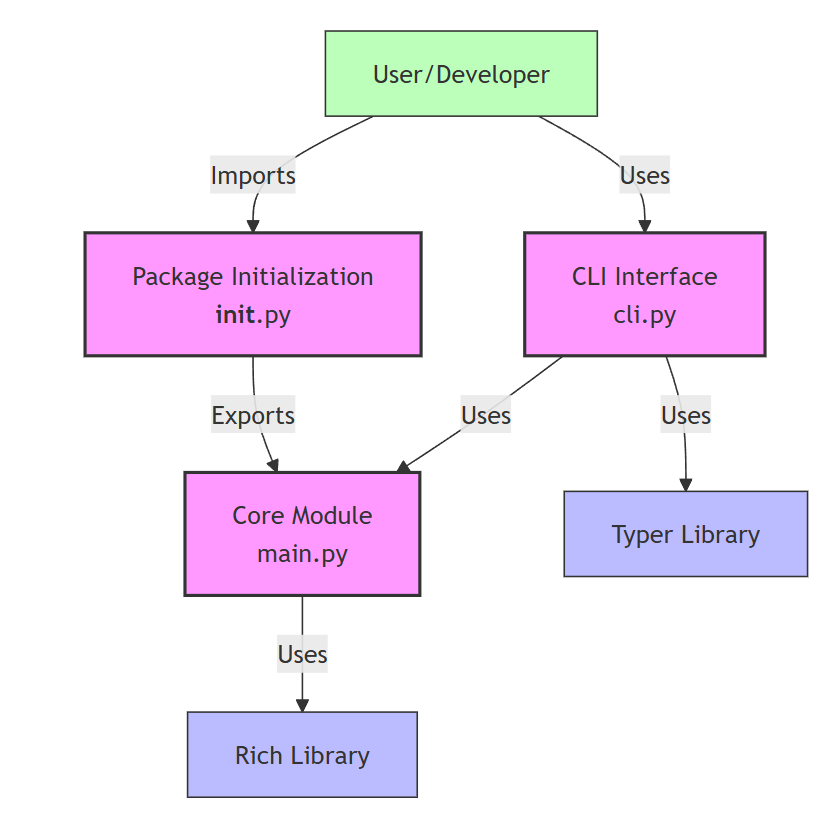 User/Developer
Imports
Uses
Package Initialization
init.py
CLI Interface
cli.py
Exports
Uses
Uses
Core Module
main.py
Typer Library
Uses
Rich Library